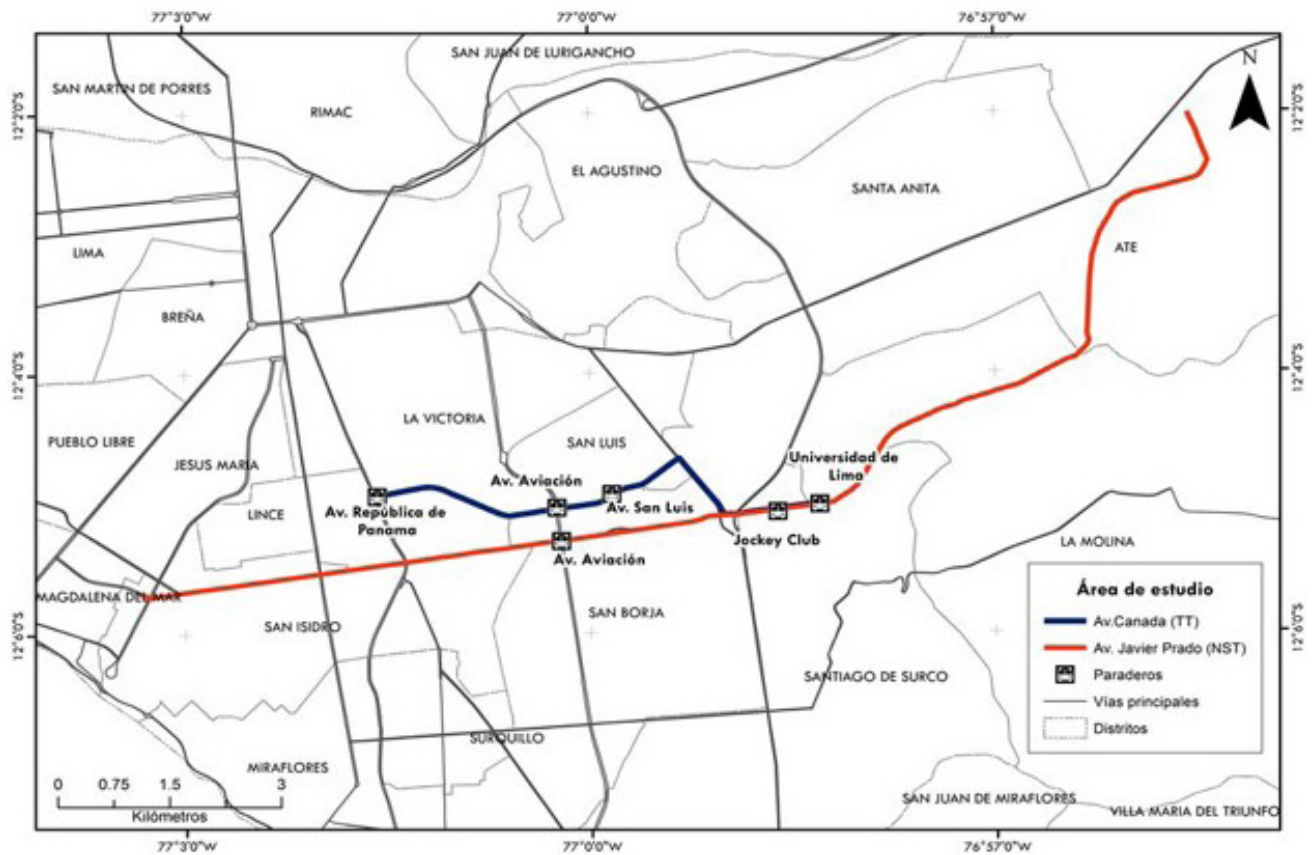 77°3'0"W
77°0'0"W
76°57'0"W
N
SAN JUAN DE LURIGANCHO
SAN MARTIN DE PORRES
RIMAC
12°2'0"S
12°2'0"S
EL AGUSTINO
SANTA ANITA
LIMA
ATE
BREÑA
12°4'0"S
12°4'0"S
LA VICTORIA
PUEBLO LIBRE
SAN LUIS
JESUS MARIA
Universidad de
Lima
Av. Aviación
LINCE
Av. República de
Panama
Av. San Luis
Jockey Club
LA MOLINA
Av. Aviación
MAGDALENA DEL MAR
SAN BORJA
SAN ISIDRO
12°6'0"S
12°6'0"S
SANTIAGO DE SURCO
SURQUILLO
MIRAFLORES
SAN JUAN DE MIRAFLORES
VILLA MARIA DEL TRIUNFO
Área de estudio
Av.Canada (TT)
Av. Javier Prado (NST)
Paraderos
Vías principales
Distritos
0 0.75 1.5 3
Kilómetros
77°3'0"W
77°0'0"W
76°57'0"W